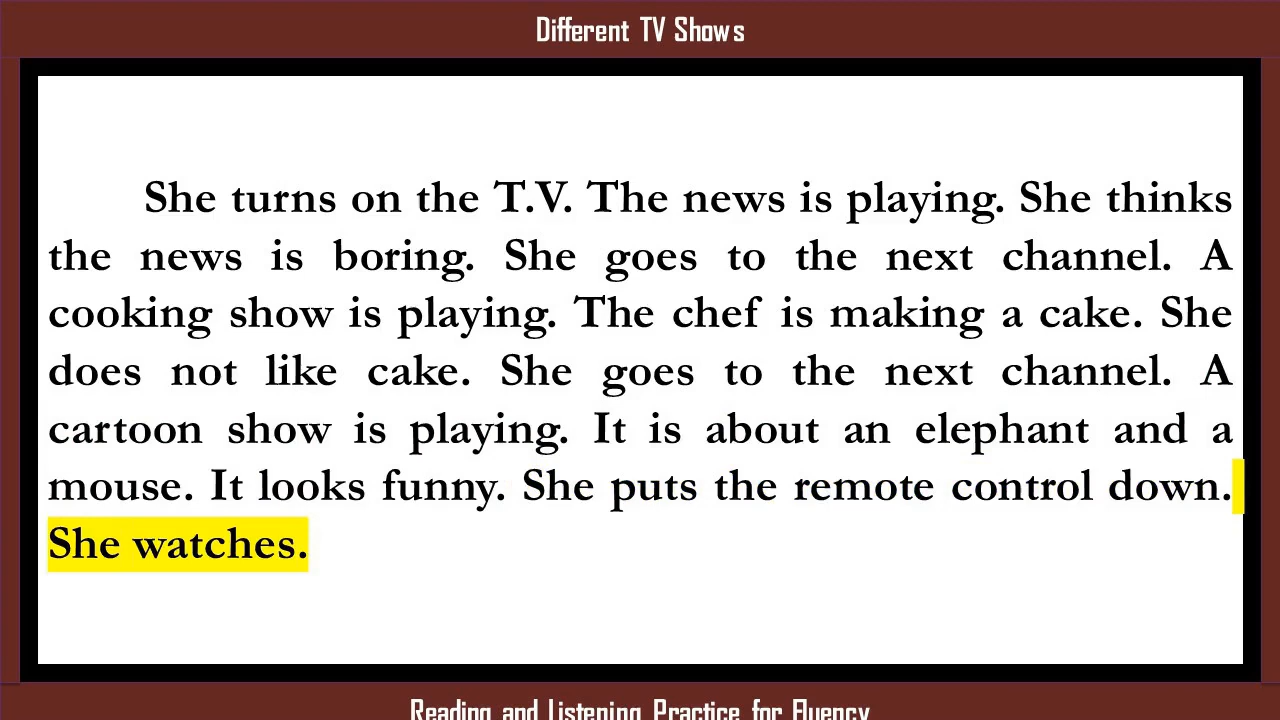 Different TV Shows
She turns on the T.V. The news is playing. She thinks
the news is boring. She goes to the next channel. A
cooking show is playing. The chef is making a cake. She
does not like cake. She goes to the next channel. A
cartoon show is playing. It is about an elephant and a
mouse. It looks funny. She puts the remote control down.
She watches.
Reading and Listening Practice for Fluency